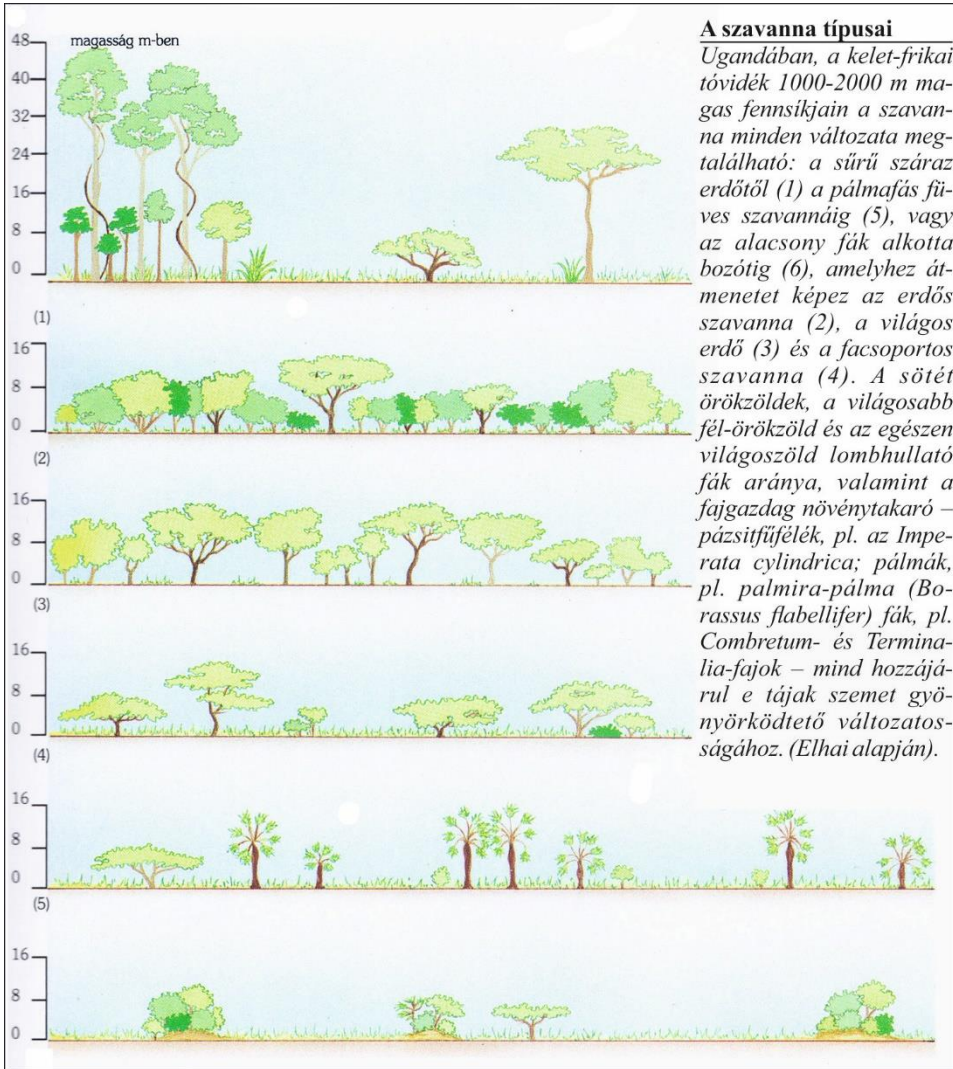 magasság m-ben
48
40
32
24
16
8
0
(1)
16
8
0
(2)
16
8
0
(3)
16
8
0
(4)
16
8
0
(5)
16
8
0
A szavanna típusai
Ugandában, a kelet-frikai
tóvidék 1000-2000 m ma-
gas fennsíkjain a szavan-
na minden változata meg-
található: a sűrű száraz
erdőtől (1) a pálmafás fü-
ves szavannáig (5), vagy
az alacsony fák alkotta
bozótig (6), amelyhez át-
menetet képez az erdős
szavanna (2), a világos
erdő (3) és a facsoportos
szavanna (4). A sötét
örökzöldek, a világosabb
fél-örökzöld és az egészen
világoszöld lombhullató
fák aránya, valamint a
fajgazdag növénytakaró –
pázsitfűfélék, pl. az Impe-
rata cylindrica; pálmák,
pl. palmira-pálma (Bo-
rassus flabellifer) fák, pl.
Combretum- és Termina-
lia-fajok – mind hozzájá-
rul e tájak szemet gyö-
nyörködtető változatos-
ságához. (Elhai alapján).